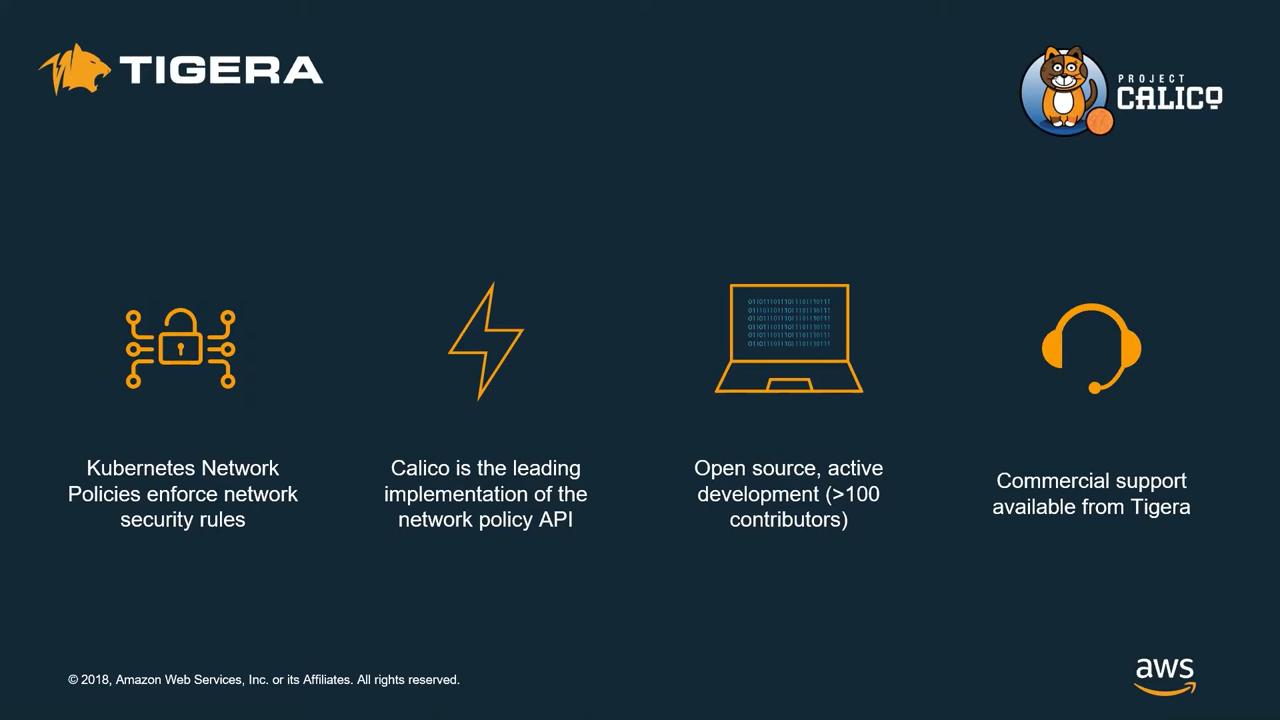 TIGERA
PROJECT
CALICO
Kubernetes Network
Policies enforce network
security rules
Calico is the leading
implementation of the
network policy API
Open source, active
development (>100
contributors)
Commercial support
available from Tigera
© 2018, Amazon Web Services, Inc. or its Affiliates. All rights reserved.
aws